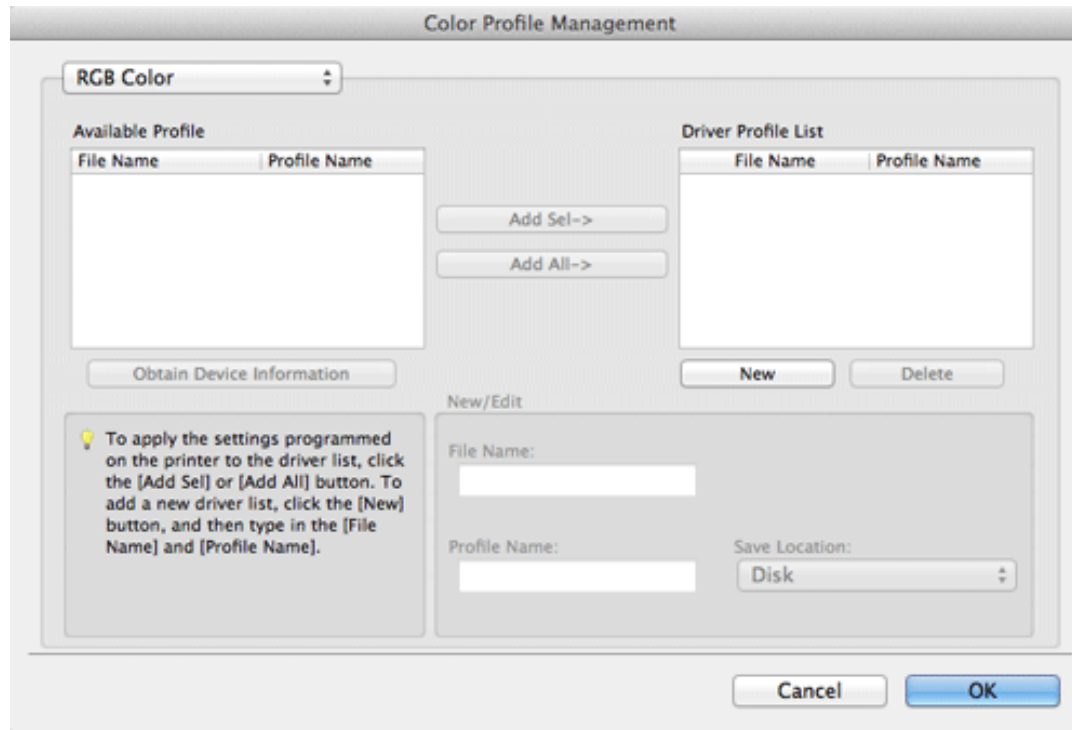 Color Profile Management
RGB Color
Available Profile
File Name
Profile Name
Driver Profile List
File Name
Profile Name
Add Sel->
Add All->
Obtain Device Information
New
Delete
To apply the settings programmed
on the printer to the driver list, click
the [Add Sel] or [Add All] button. To
add a new driver list, click the [New]
button, and then type in the [File
Name] and [Profile Name].
New/Edit
File Name:
Profile Name:
Save Location:
Disk
Cancel
OK